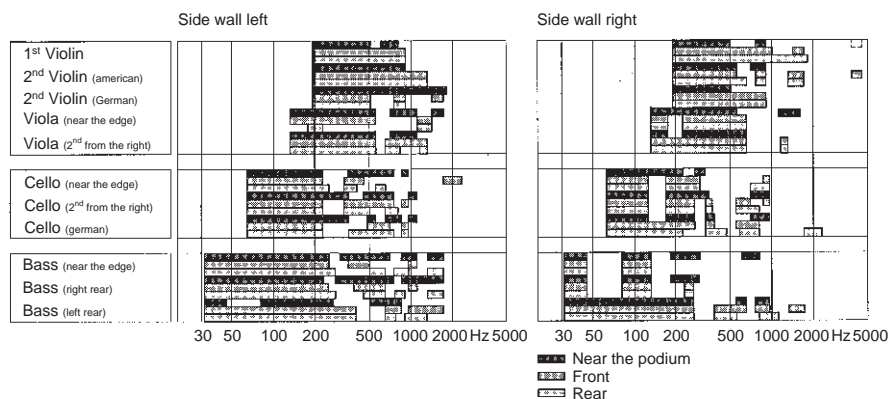 Side wall left
Side wall right
1st Violin
2nd Violin (american)
2nd Violin (German)
Viola (near the edge)
Viola (2nd from the right)
Cello (near the edge)
Cello (2nd from the right)
Cello (german)
Bass (near the edge)
Bass (right rear)
Bass (left rear)
30 50 100 200 500 1000 2000 Hz 5000
30 50 100 200 500 1000 2000 Hz 5000
Near the podium
Front
Rear